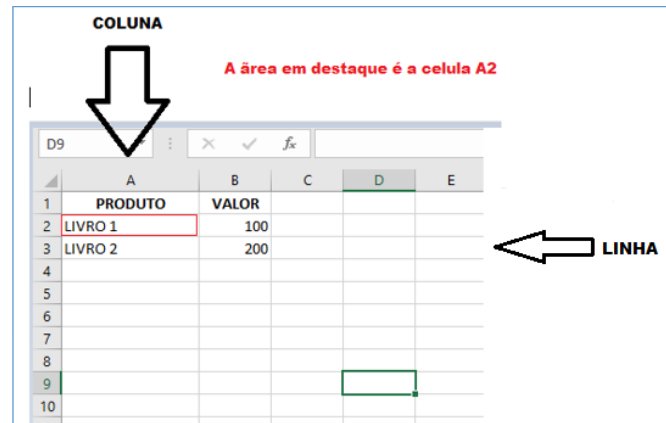 COLUNA
A ãrea em destaque é a celula A2
D9 fx
A B C D E
1 PRODUTO VALOR
2 LIVRO 1 100
3 LIVRO 2 200
LINHA
4
5
6
7
8
9
10